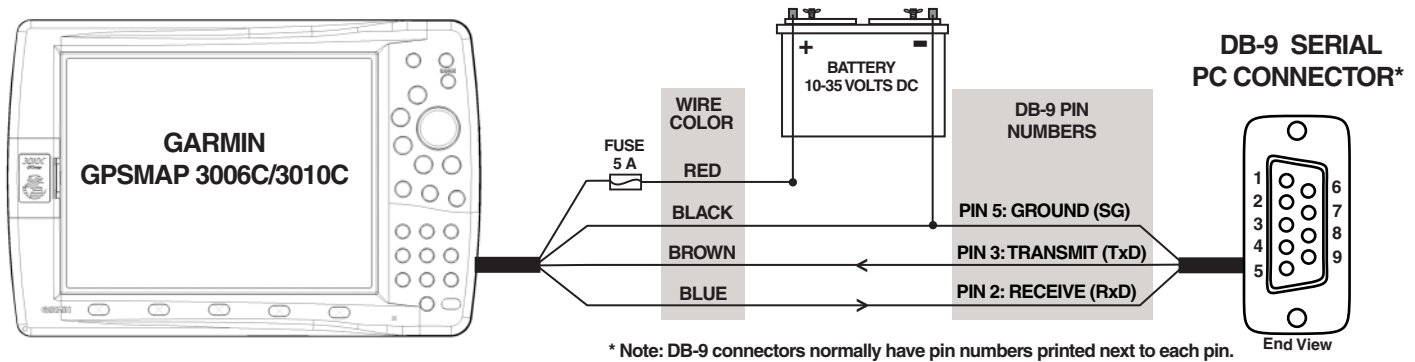 DB-9 SERIAL
PC CONNECTOR*
+
-
BATTERY
10-35 VOLTS DC
WIRE
COLOR
DB-9 PIN
NUMBERS
GARMIN
GPSMAP 3006C/3010C
FUSE
5 A
RED
BLACK
BROWN
BLUE
PIN 5: GROUND (SG)
PIN 3: TRANSMIT (TxD)
PIN 2: RECEIVE (RxD)
1
2
3
4
5
6
7
8
9
End View
RANGE
GARMIN
* Note: DB-9 connectors normally have pin numbers printed next to each pin.